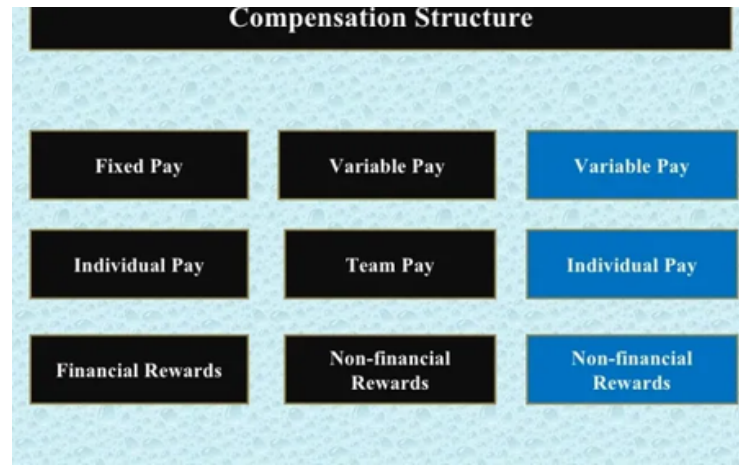 Compensation Structure
Fixed Pay
Variable Pay
Variable Pay
Individual Pay
Team Pay
Individual Pay
Financial Rewards
Non-financial
Rewards
Non-financial
Rewards